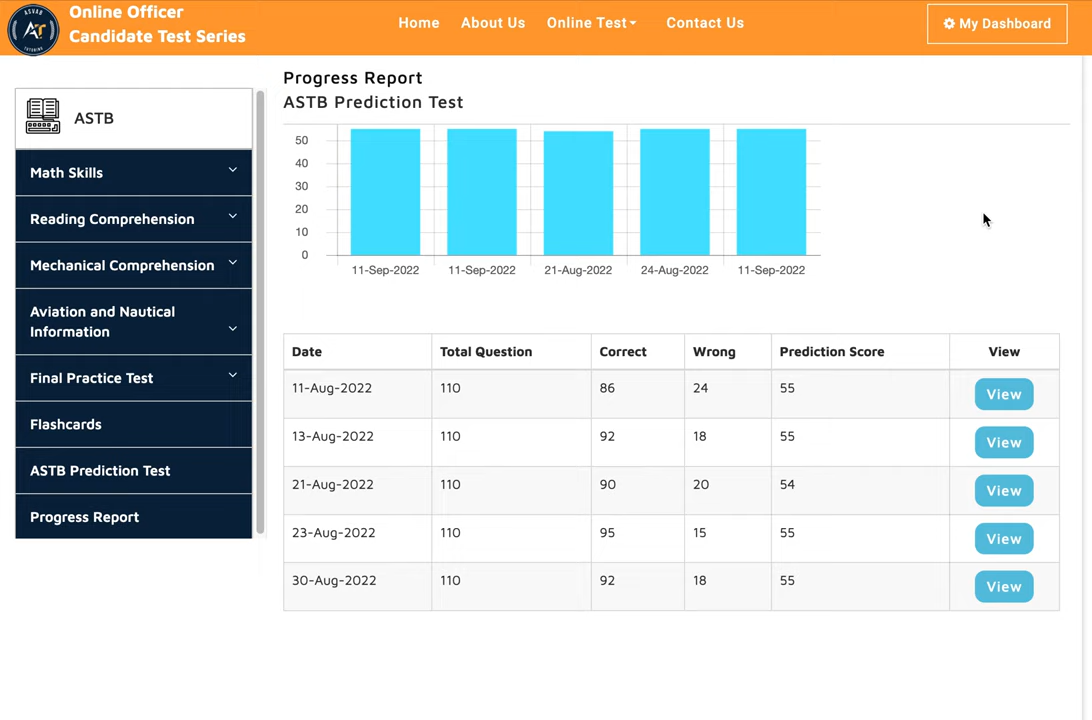 Online Officer
Candidate Test Series
Home About Us Online Test Contact Us My Dashboard
ASVAB
Ar
TUTORING
ASTB
Math Skills
Reading Comprehension
Mechanical Comprehension
Aviation and Nautical
Information
Final Practice Test
Flashcards
ASTB Prediction Test
Progress Report
Progress Report
ASTB Prediction Test
50
40
30
20
10
0
11-Sep-2022 11-Sep-2022 21-Aug-2022 24-Aug-2022 11-Sep-2022
Date Total Question Correct Wrong Prediction Score View
11-Aug-2022 110 86 24 55 View
13-Aug-2022 110 92 18 55 View
21-Aug-2022 110 90 20 54 View
23-Aug-2022 110 95 15 55 View
30-Aug-2022 110 92 18 55 View